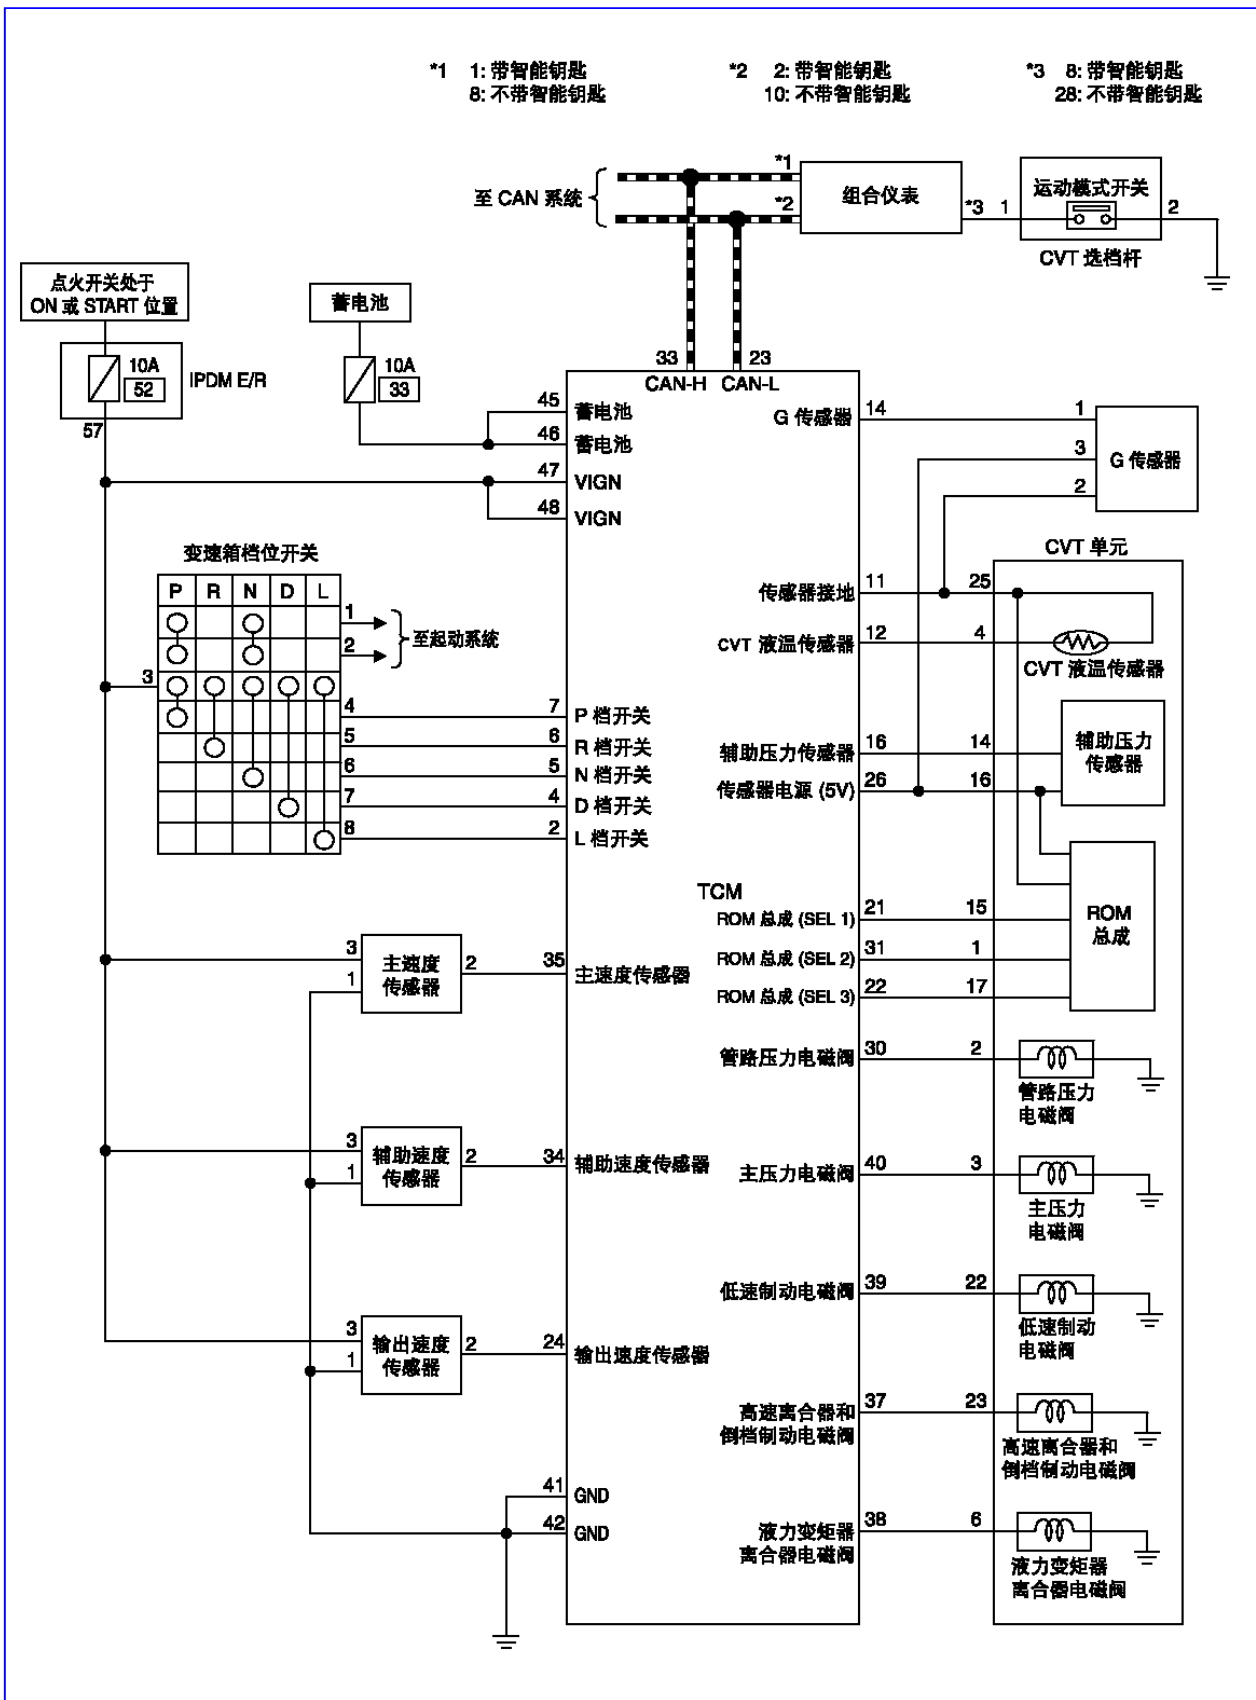 *1 1: 带智能钥匙
8: 不带智能钥匙
*2 2: 带智能钥匙
10: 不带智能钥匙
*3 8: 带智能钥匙
28: 不带智能钥匙
至 CAN 系统
*1
*2
组合仪表
*3
1
运动模式开关
2
CVT 选档杆
点火开关处于
ON 或 START 位置
10A
52
IPDM E/R
57
蓄电池
10A
33
33
23
CAN-H
CAN-L
45
蓄电池
46
蓄电池
47
VIGN
48
VIGN
G 传感器
14
1
3
2
G 传感器
变速箱档位开关
P R N D L
1
2
至起动系统
3
4
5
6
7
8
7
P 档开关
6
R 档开关
5
N 档开关
4
D 档开关
2
L 档开关
CVT 单元
传感器接地
11
25
CVT 液温传感器
12
4
CVT 液温传感器
辅助压力传感器
16
14
辅助压力
传感器
传感器电源 (5V)
26
16
TCM
ROM 总成 (SEL 1)
21
15
ROM 总成 (SEL 2)
31
1
ROM 总成 (SEL 3)
22
17
ROM
总成
3
1
主速度
传感器
2
35
主速度传感器
管路压力电磁阀
30
2
管路压力
电磁阀
3
1
辅助速度
传感器
2
34
辅助速度传感器
主压力电磁阀
40
3
主压力
电磁阀
低速制动电磁阀
39
22
低速制动
电磁阀
3
1
输出速度
传感器
2
24
输出速度传感器
高速离合器和
倒档制动电磁阀
37
23
高速离合器和
倒档制动电磁阀
41
GND
42
GND
液力变矩器
离合器电磁阀
38
6
液力变矩器
离合器电磁阀